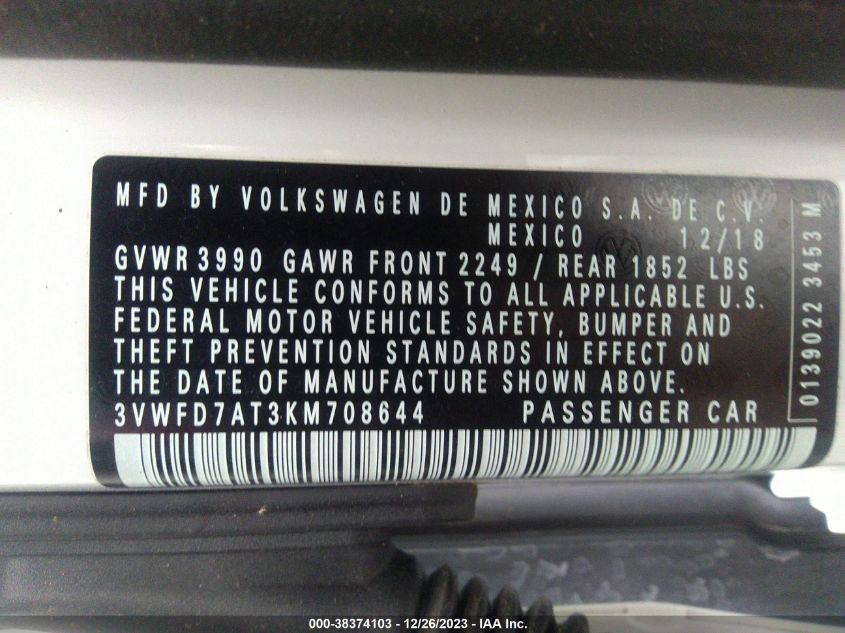 MFD BY VOLKSWAGEN DE MEXICO S.A. DE C.V.
MEXICO 12/18
GVWR 3990 GAWR FRONT 2249 / REAR 1852 LBS
THIS VEHICLE CONFORMS TO ALL APPLICABLE U.S.
FEDERAL MOTOR VEHICLE SAFETY, BUMPER AND
THEFT PREVENTION STANDARDS IN EFFECT ON
THE DATE OF MANUFACTURE SHOWN ABOVE.
3VWFD7AT3KM708644 PASSENGER CAR
0139022 3453 M
000-38374103 - 12/26/2023 - IAA Inc.